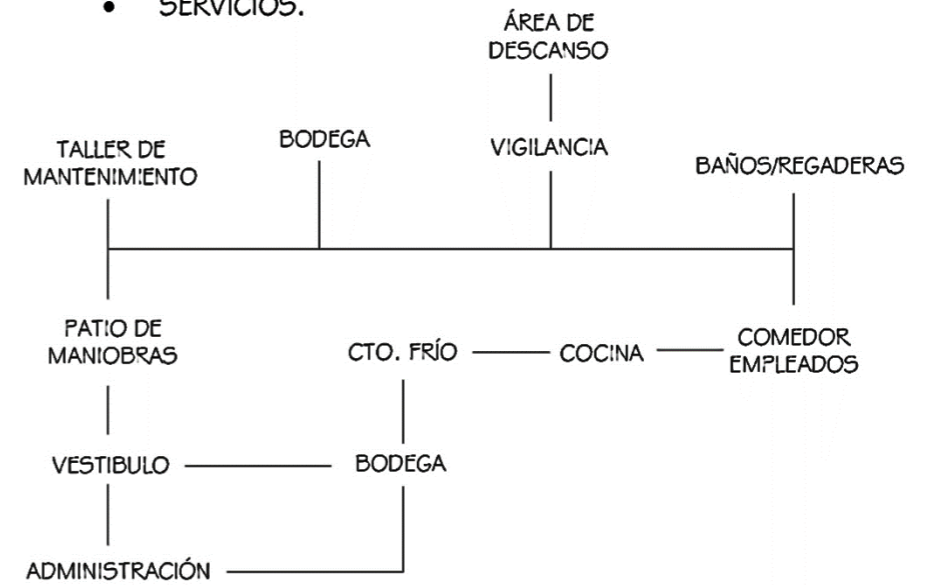 • SERVICIOS.
ÁREA DE
DESCANSO
TALLER DE
MANTENIMIENTO
BODEGA
VIGILANCIA
BAÑOS/REGADERAS
PATIO DE
MANIOBRAS
CTO. FRÍO
COCINA
COMEDOR
EMPLEADOS
VESTIBULO
BODEGA
ADMINISTRACIÓN